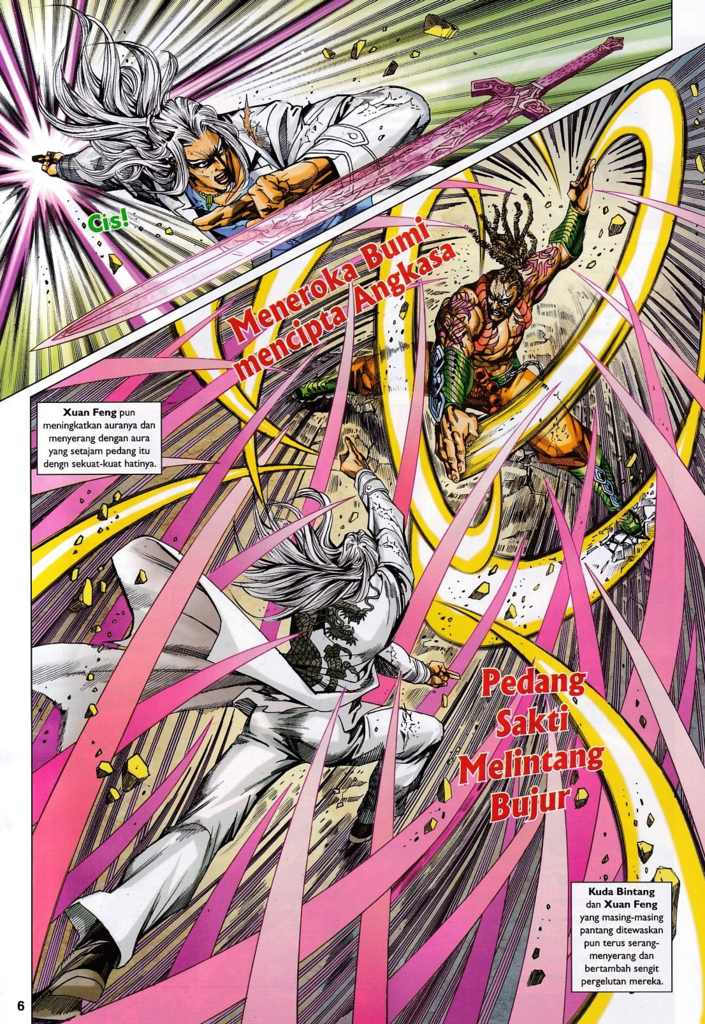 Cis!
Meneroka Bumi
mencipta Angkasa
Xuan Feng pun
meningkatkan auranya dan
menyerang dengan aura
yang setajam pedang itu
dengn sekuat-kuat hatinya.
Pedang
Sakti
Melintang
Bujur
Kuda Bintang
dan Xuan Feng
yang masing-masing
pantang ditewaskan
pun terus serang-
menyerang dan
bertambah sengit
pergelutan mereka.
6